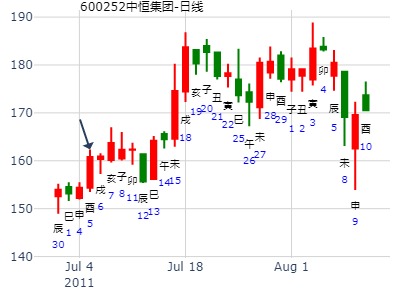 600252中恒集团-日线
190
180
170
160
150
140
辰
30
巳
1
申
4
酉
5
戌
6
亥
7
子
8
卯
11
辰
12
巳
13
午
14
未
15
戌
18
亥
19
子
20
丑
21
寅
22
巳
25
午
26
未
27
申
28
酉
29
子
1
丑
2
寅
3
卯
4
辰
5
未
8
申
9
酉
10
Jul 4
2011
Jul 18
Aug 1